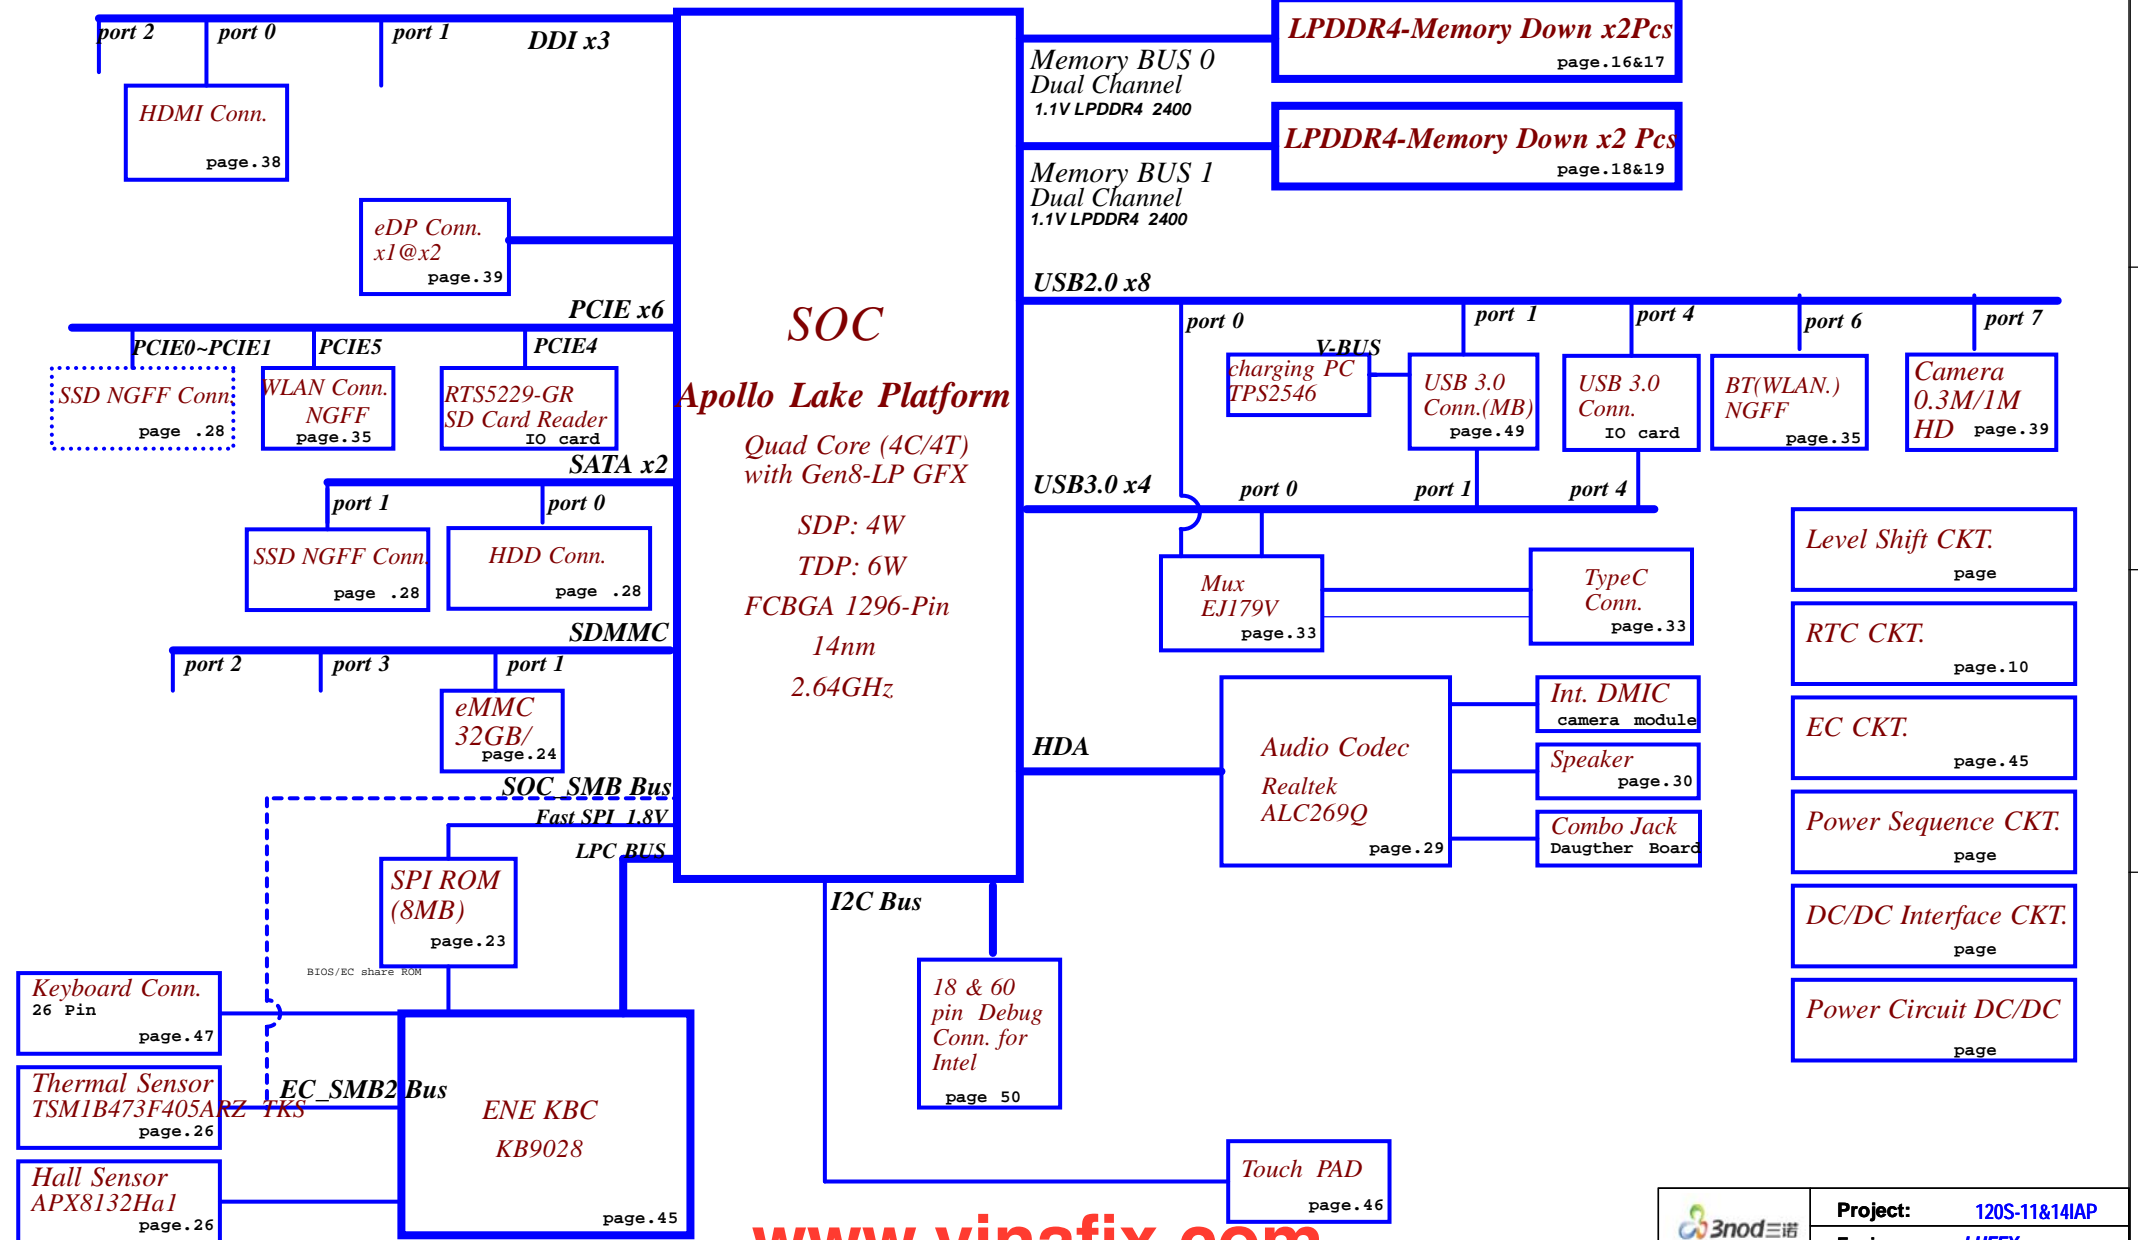 port 2
port 0
port 1
DDI x3
HDMI Conn.
page.38
eDP Conn.
x1@x2
page.39
PCIE x6
PCIE0~PCIE1
PCIE5
PCIE4
SSD NGFF Conn.
page .28
WLAN Conn.
NGFF
page.35
RTS5229-GR
SD Card Reader
IO card
SATA x2
port 1
port 0
SSD NGFF Conn.
page .28
HDD Conn.
page .28
SDMMC
port 2
port 3
port 1
eMMC
32GB/
page.24
SOC_SMB Bus
Fast SPI 1.8V
LPC BUS
SPI ROM
(8MB)
page.23
BIOS/EC share ROM
Keyboard Conn.
26 Pin
page.47
Thermal Sensor
TSM1B473F405ARZ TKS
page.26
EC_SMB2 Bus
Hall Sensor
APX8132Ha1
page.26
ENE KBC
KB9028
page.45
SOC
Apollo Lake Platform
Quad Core (4C/4T)
with Gen8-LP GFX
SDP: 4W
TDP: 6W
FCBGA 1296-Pin
14nm
2.64GHz
I2C Bus
18 & 60
pin Debug
Conn. for
Intel
page 50
Touch PAD
page.46
Memory BUS 0
Dual Channel
1.1V LPDDR4 2400
LPDDR4-Memory Down x2Pcs
page.16&17
Memory BUS 1
Dual Channel
1.1V LPDDR4 2400
LPDDR4-Memory Down x2 Pcs
page.18&19
USB2.0 x8
port 0
port 1
port 4
port 6
port 7
V-BUS
charging PC
TPS2546
USB 3.0
Conn.(MB)
page.49
USB 3.0
Conn.
IO card
BT(WLAN.)
NGFF
page.35
Camera
0.3M/1M
HD page.39
USB3.0 x4
port 0
port 1
port 4
Mux
EJ179V
page.33
TypeC
Conn.
page.33
HDA
Audio Codec
Realtek
ALC269Q
page.29
Int. DMIC
camera module
Speaker
page.30
Combo Jack
Daugther Board
Level Shift CKT.
page
RTC CKT.
page.10
EC CKT.
page.45
Power Sequence CKT.
page
DC/DC Interface CKT.
page
Power Circuit DC/DC
page
www.vinafix.com
3nod三诺
Project: 120S-11&14IAP